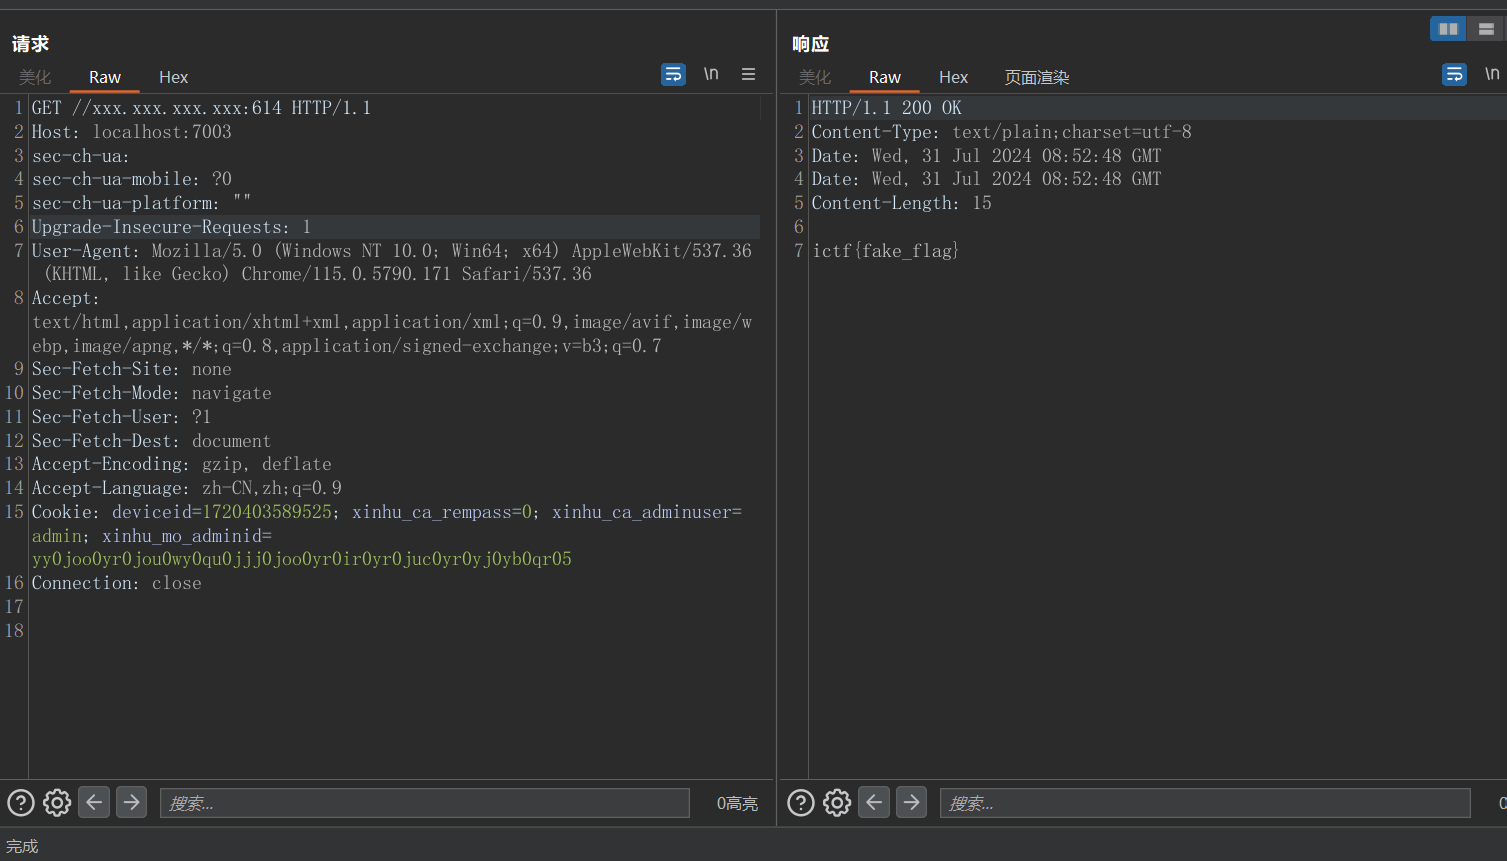 请求
美化 Raw Hex \n
1 GET //xxx.xxx.xxx.xxx:614 HTTP/1.1
2 Host: localhost:7003
3 sec-ch-ua:
4 sec-ch-ua-mobile: ?0
5 sec-ch-ua-platform: ""
6 Upgrade-Insecure-Requests: 1
7 User-Agent: Mozilla/5.0 (Windows NT 10.0; Win64; x64) AppleWebKit/537.36
(KHTML, like Gecko) Chrome/115.0.5790.171 Safari/537.36
8 Accept:
text/html,application/xhtml+xml,application/xml;q=0.9,image/avif,image/w
ebp,image/apng,*/*;q=0.8,application/signed-exchange;v=b3;q=0.7
9 Sec-Fetch-Site: none
10 Sec-Fetch-Mode: navigate
11 Sec-Fetch-User: ?1
12 Sec-Fetch-Dest: document
13 Accept-Encoding: gzip, deflate
14 Accept-Language: zh-CN,zh;q=0.9
15 Cookie: deviceid=1720403589525; xinhu_ca_rempass=0; xinhu_ca_adminuser=
admin; xinhu_mo_adminid=
yy0joo0yr0jou0wy0qu0jjj0joo0yr0ir0yr0juc0yr0yj0yb0qr05
16 Connection: close
17
18
搜索... 0高亮
响应
美化 Raw Hex 页面渲染 \n
1 HTTP/1.1 200 OK
2 Content-Type: text/plain;charset=utf-8
3 Date: Wed, 31 Jul 2024 08:52:48 GMT
4 Date: Wed, 31 Jul 2024 08:52:48 GMT
5 Content-Length: 15
6
7 ictf{fake_flag}
搜索... 0
完成